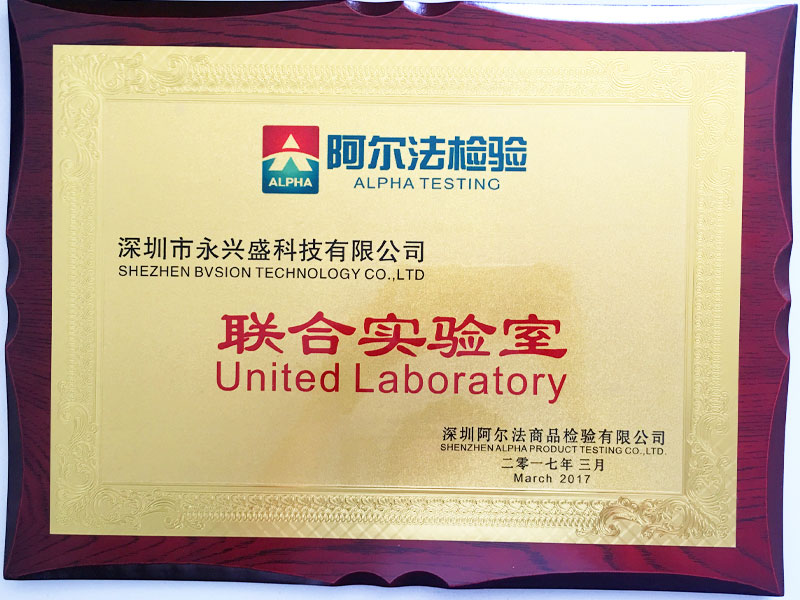 ALPHA
阿尔法检验
ALPHA TESTING
深圳市永兴盛科技有限公司
SHEZHEN BVSION TECHNOLOGY CO.,LTD
联合实验室
United Laboratory
深圳阿尔法商品检验有限公司
SHENZHEN ALPHA PRODUCT TESTING CO.,LTD.
二零一七年 三月
March 2017